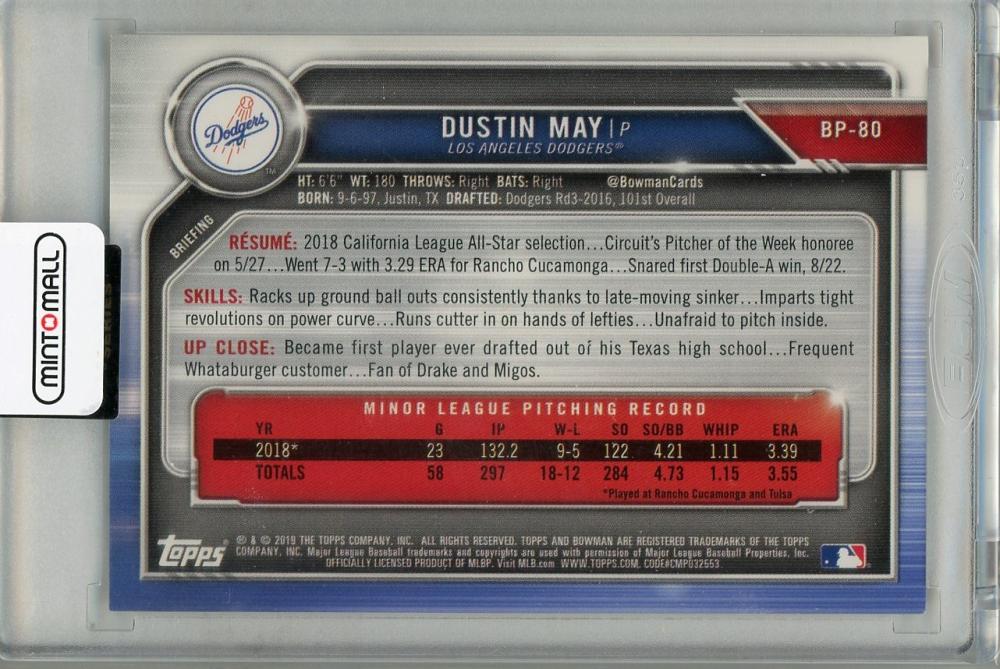 Dodgers
TM
DUSTIN MAY | P
LOS ANGELES DODGERS®
BP-80
HT: 6'6" WT: 180 THROWS: Right BATS: Right @BowmanCards
BORN: 9-6-97, Justin, TX DRAFTED: Dodgers Rd3-2016, 101st Overall
BRIEFING
RÉSUMÉ: 2018 California League All-Star selection...Circuit's Pitcher of the Week honoree
on 5/27...Went 7-3 with 3.29 ERA for Rancho Cucamonga...Snared first Double-A win, 8/22.
SKILLS: Racks up ground ball outs consistently thanks to late-moving sinker...Imparts tight
revolutions on power curve...Runs cutter in on hands of lefties...Unafraid to pitch inside.
UP CLOSE: Became first player ever drafted out of his Texas high school...Frequent
Whataburger customer...Fan of Drake and Migos.
MINOR LEAGUE PITCHING RECORD
YR G IP W-L SO SO/BB WHIP ERA
2018* 23 132.2 9-5 122 4.21 1.11 3.39
TOTALS 58 297 18-12 284 4.73 1.15 3.55
*Played at Rancho Cucamonga and Tulsa
topps
® & © 2019 THE TOPPS COMPANY, INC. ALL RIGHTS RESERVED. TOPPS AND BOWMAN ARE REGISTERED TRADEMARKS OF THE TOPPS
COMPANY, INC. Major League Baseball trademarks and copyrights are used with permission of Major League Baseball Properties, Inc.
OFFICIALLY LICENSED PRODUCT OF MLBP. Visit MLB.com WWW.TOPPS.COM. CODE#CMP032553
MINTOMALL